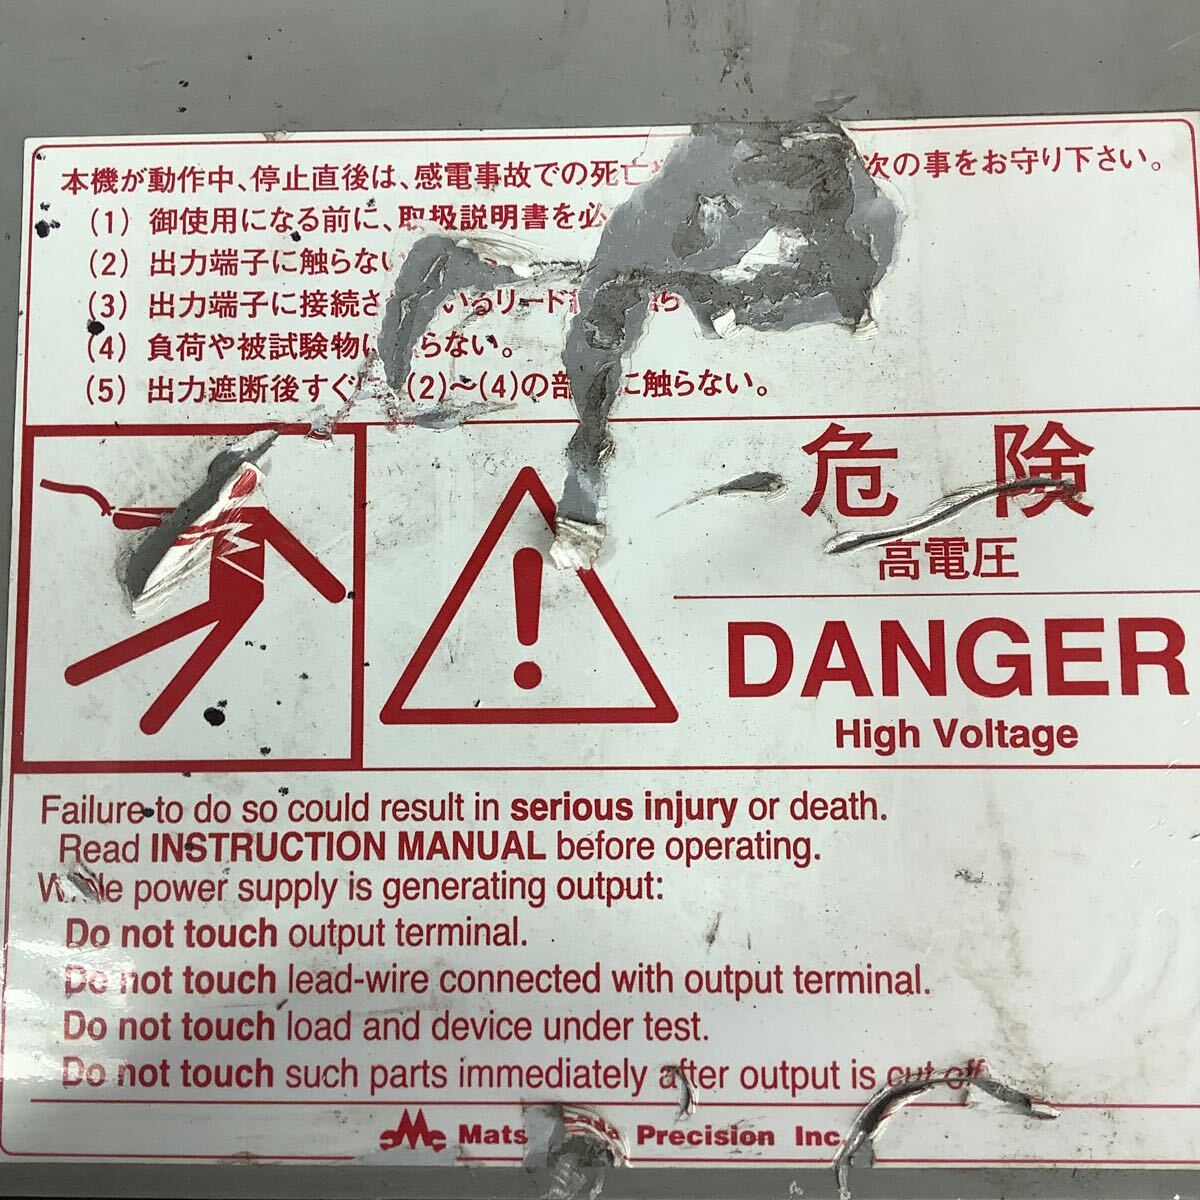 本機が動作中、停止直後は、感電事故での死亡 次の事をお守り下さい。
(1) 御使用になる前に、取扱説明書を必
(2) 出力端子に触らない
(3) 出力端子に接続さ いるリード 触ら
(4) 負荷や被試験物に らない。
(5) 出力遮断後すぐに (2)～(4)の部 に触らない。
危 険
高電圧
DANGER
High Voltage
Failure to do so could result in serious injury or death.
Read INSTRUCTION MANUAL before operating.
While power supply is generating output:
Do not touch output terminal.
Do not touch lead-wire connected with output terminal.
Do not touch load and device under test.
Do not touch such parts immediately after output is cut off
Precision Inc.